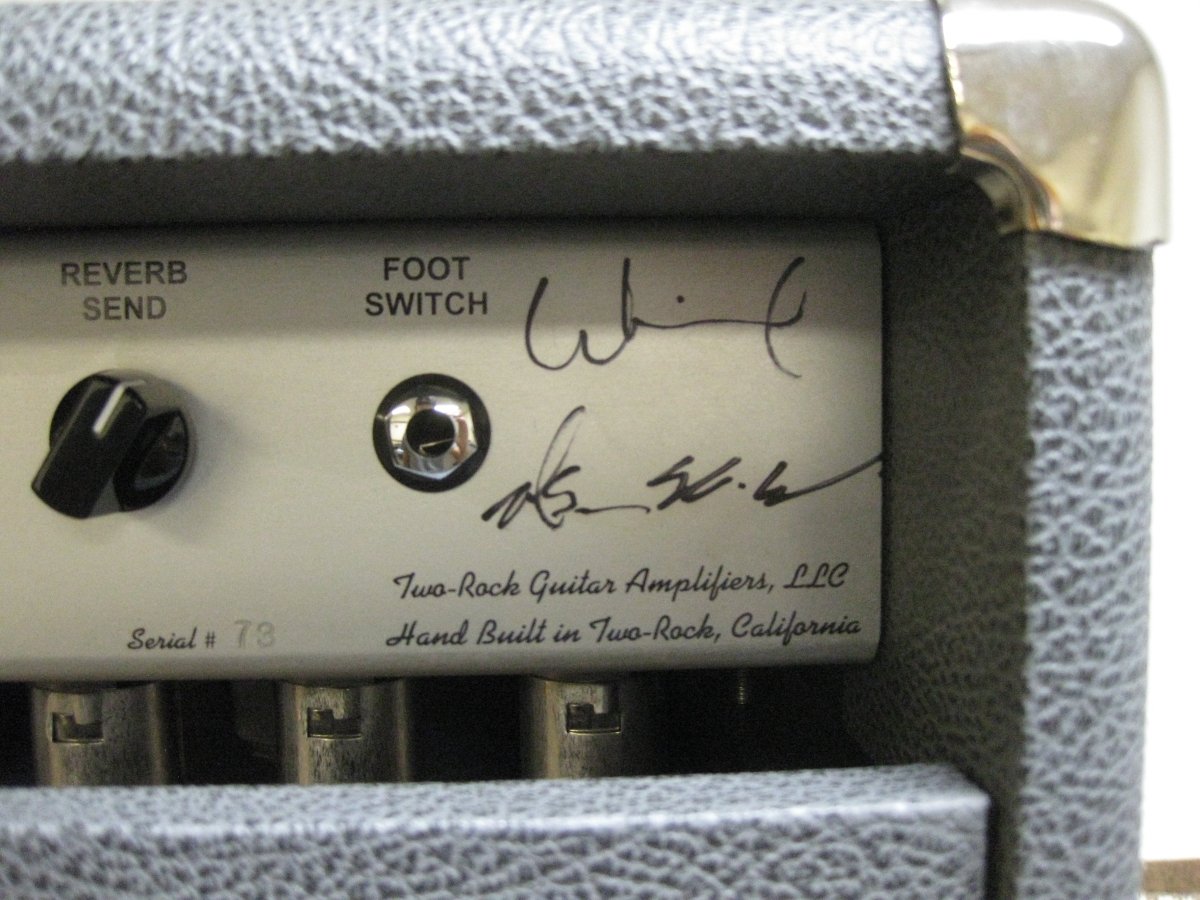 REVERB
SEND
FOOT
SWITCH
Two-Rock Guitar Amplifiers, LLC
Hand Built in Two-Rock, California
Serial # 73